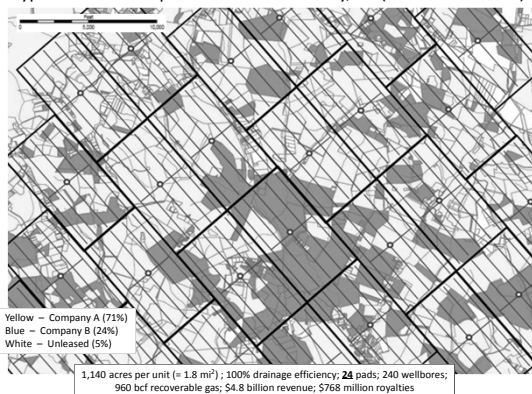 Feet
0
5,000
10,000
Yellow – Company A (71%)
Blue – Company B (24%)
White – Unleased (5%)
1,140 acres per unit (= 1.8 mi²) ; 100% drainage efficiency; 24 pads; 240 wellbores;
960 bcf recoverable gas; $4.8 billion revenue; $768 million royalties